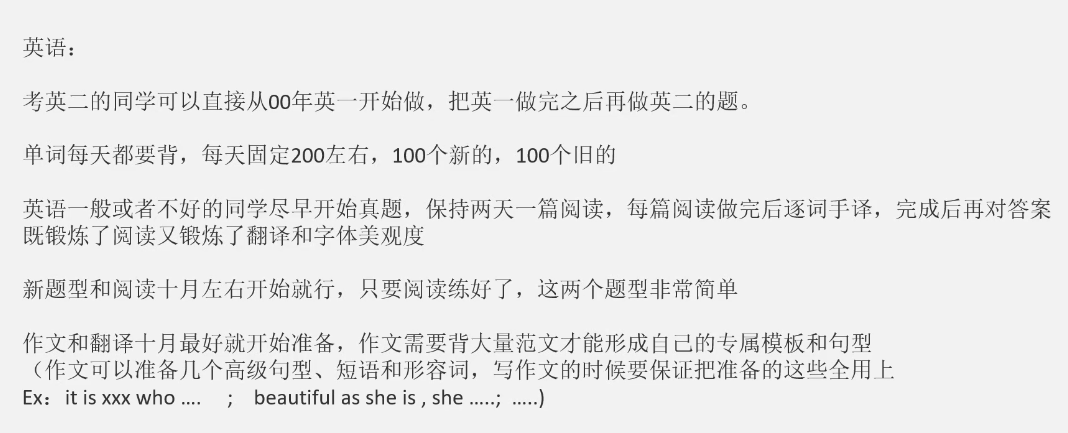 英语：
考英二的同学可以直接从00年英一开始做，把英一做完之后再做英二的题。
单词每天都要背，每天固定200左右，100个新的，100个旧的
英语一般或者不好的同学尽早开始真题，保持两天一篇阅读，每篇阅读做完后逐词手译，完成后再对答案
既锻炼了阅读又锻炼了翻译和字体美观度
新题型和阅读十月左右开始就行，只要阅读练好了，这两个题型非常简单
作文和翻译十月最好就开始准备，作文需要背大量范文才能形成自己的专属模板和句型
（作文可以准备几个高级句型、短语和形容词，写作文的时候要保证把准备的这些全用上
Ex：it is xxx who …. ； beautiful as she is , she …..; …..)